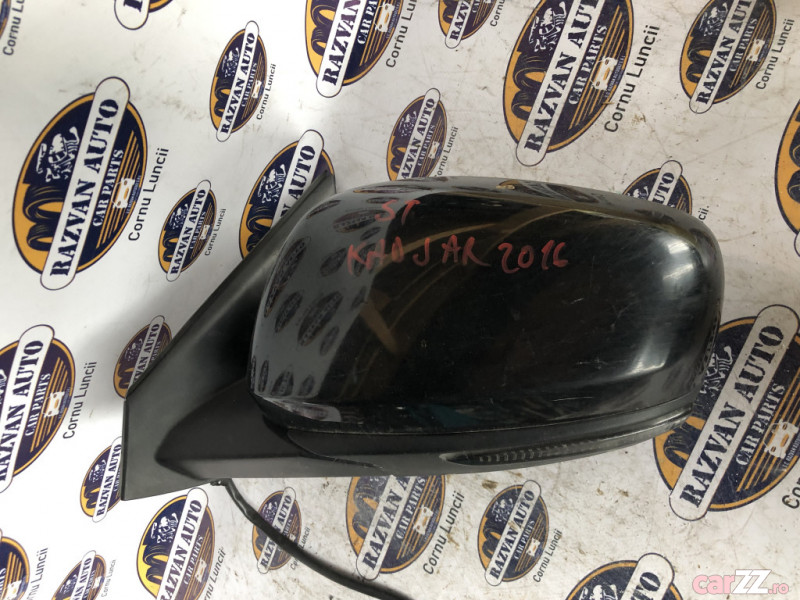 ST
KADJAR 2016
RAZVAN AUTO
CAR PARTS
Cornu Luncii
carzz.ro